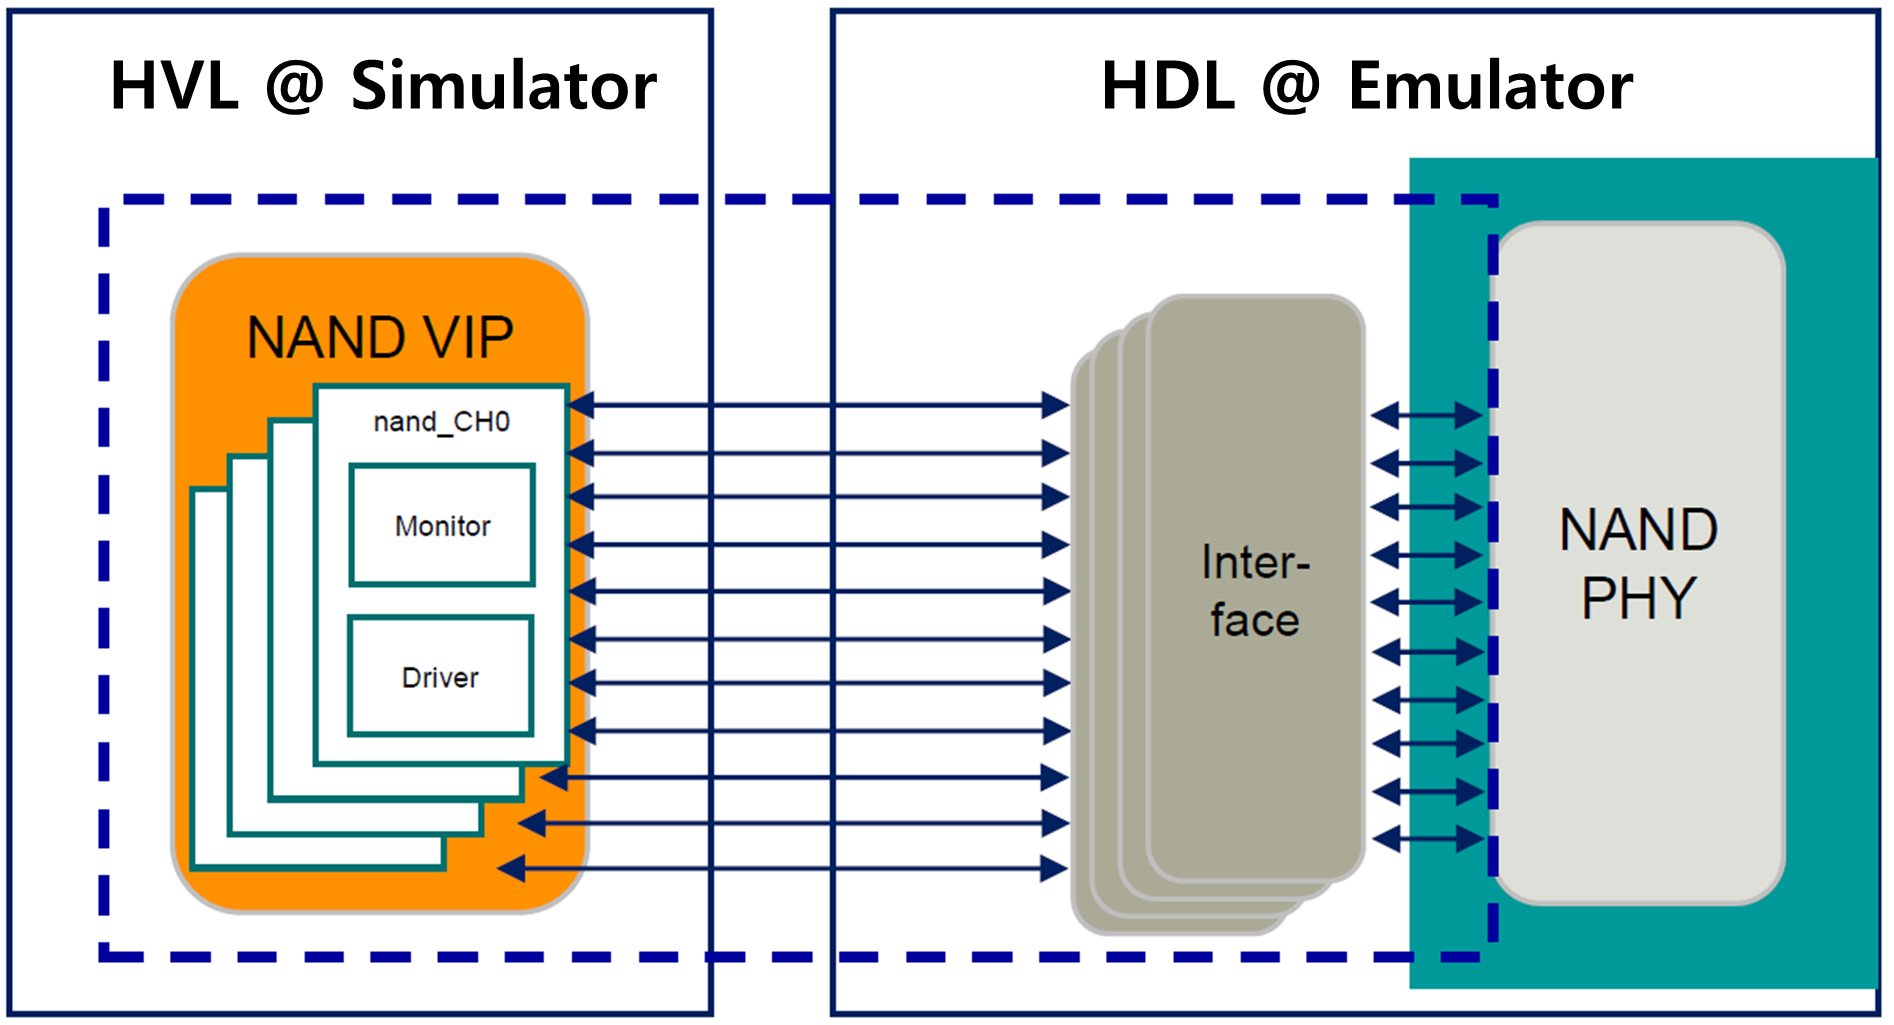 HVL @ Simulator
HDL @ Emulator
NAND VIP
nand_CH0
Monitor
Driver
Inter-
face
NAND
PHY